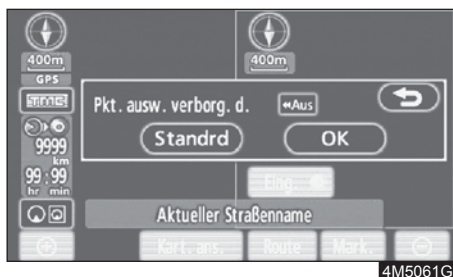 400m
400m
GPS
TMC
Pkt. ausw. verborg. d. ◂◂Aus
Standrd OK
9999
km
99:99
hr min
Eing.
Aktueller Straßenname
Kart. ans. Route Mark.
4M5061G